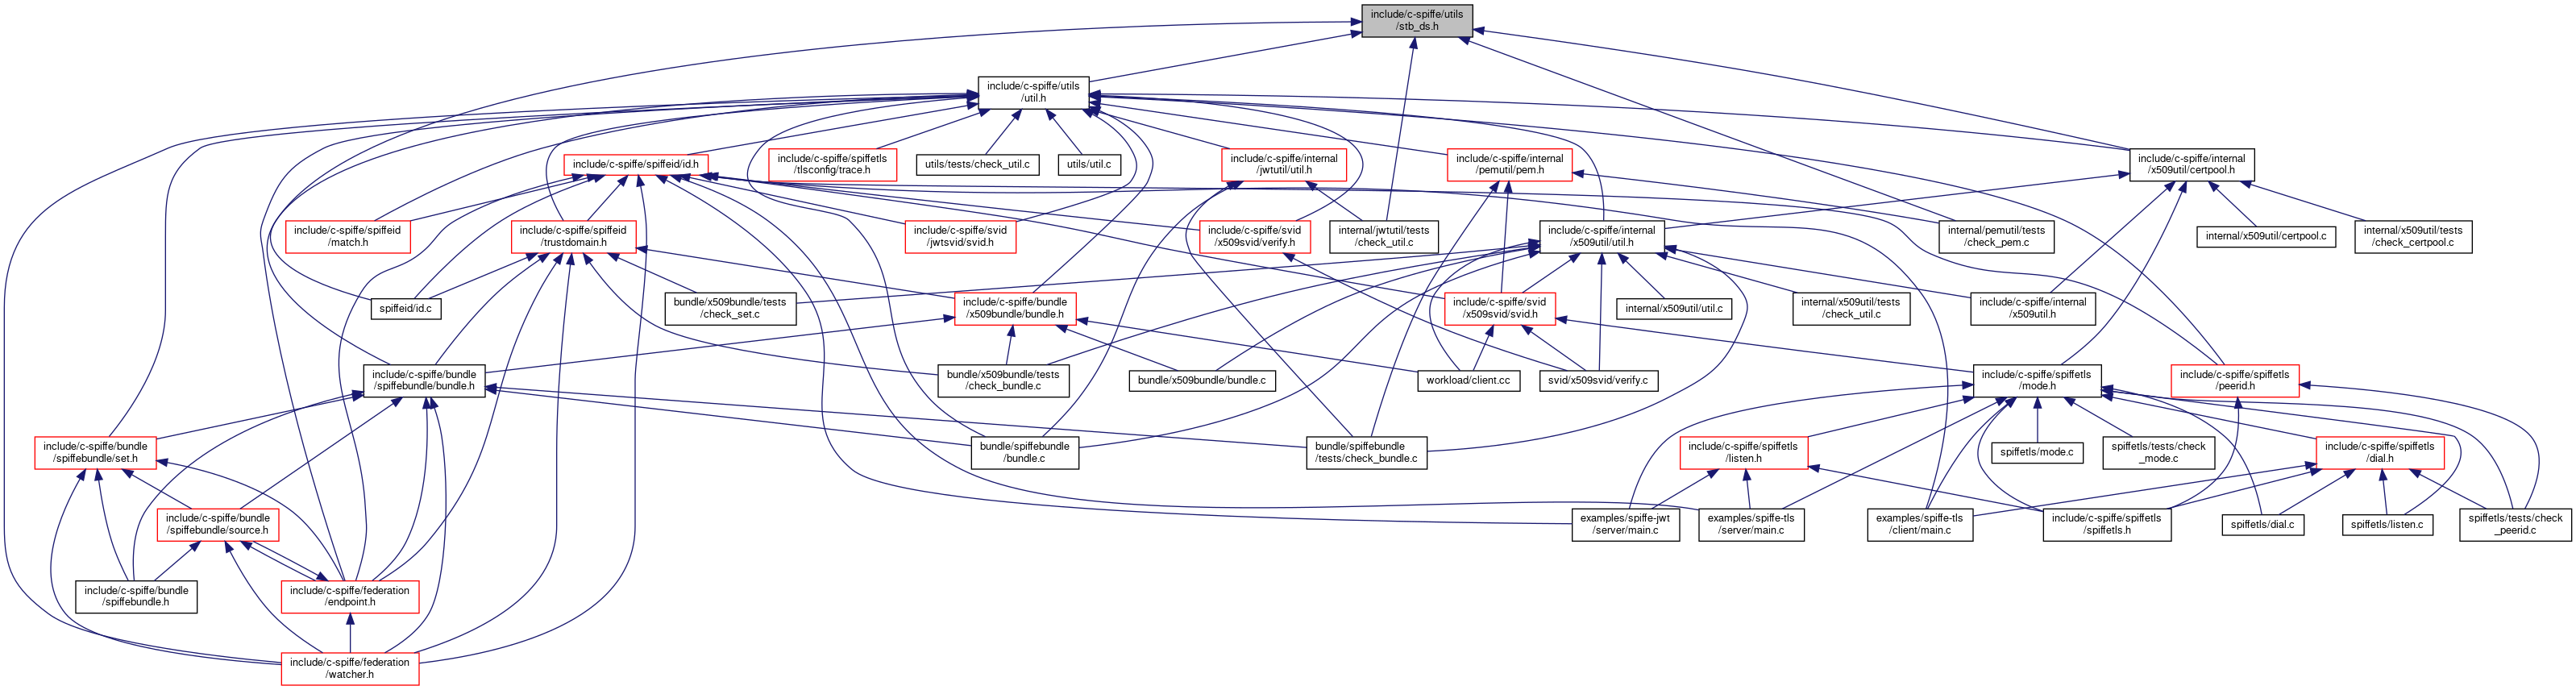 include/c-spiffe/utils
/stb_ds.h
include/c-spiffe/utils
/util.h
include/c-spiffe/spiffeid/id.h
include/c-spiffe/spiffetls
/tlsconfig/trace.h
utils/tests/check_util.c
utils/util.c
include/c-spiffe/internal
/jwtutil/util.h
include/c-spiffe/internal
/pemutil/pem.h
include/c-spiffe/internal
/x509util/certpool.h
include/c-spiffe/spiffeid
/match.h
include/c-spiffe/spiffeid
/trustdomain.h
include/c-spiffe/svid
/jwtsvid/svid.h
include/c-spiffe/svid
/x509svid/verify.h
internal/jwtutil/tests
/check_util.c
include/c-spiffe/internal
/x509util/util.h
internal/pemutil/tests
/check_pem.c
internal/x509util/certpool.c
internal/x509util/tests
/check_certpool.c
spiffeid/id.c
bundle/x509bundle/tests
/check_set.c
include/c-spiffe/bundle
/x509bundle/bundle.h
include/c-spiffe/svid
/x509svid/svid.h
internal/x509util/util.c
internal/x509util/tests
/check_util.c
include/c-spiffe/internal
/x509util.h
include/c-spiffe/bundle
/spiffebundle/bundle.h
bundle/x509bundle/tests
/check_bundle.c
bundle/x509bundle/bundle.c
workload/client.cc
svid/x509svid/verify.c
include/c-spiffe/spiffetls
/mode.h
include/c-spiffe/spiffetls
/peerid.h
include/c-spiffe/bundle
/spiffebundle/set.h
bundle/spiffebundle
/bundle.c
bundle/spiffebundle
/tests/check_bundle.c
include/c-spiffe/spiffetls
/listen.h
spiffetls/mode.c
spiffetls/tests/check
_mode.c
include/c-spiffe/spiffetls
/dial.h
include/c-spiffe/bundle
/spiffebundle/source.h
examples/spiffe-jwt
/server/main.c
examples/spiffe-tls
/server/main.c
examples/spiffe-tls
/client/main.c
include/c-spiffe/spiffetls
/spiffetls.h
spiffetls/dial.c
spiffetls/listen.c
spiffetls/tests/check
_peerid.c
include/c-spiffe/bundle
/spiffebundle.h
include/c-spiffe/federation
/endpoint.h
include/c-spiffe/federation
/watcher.h